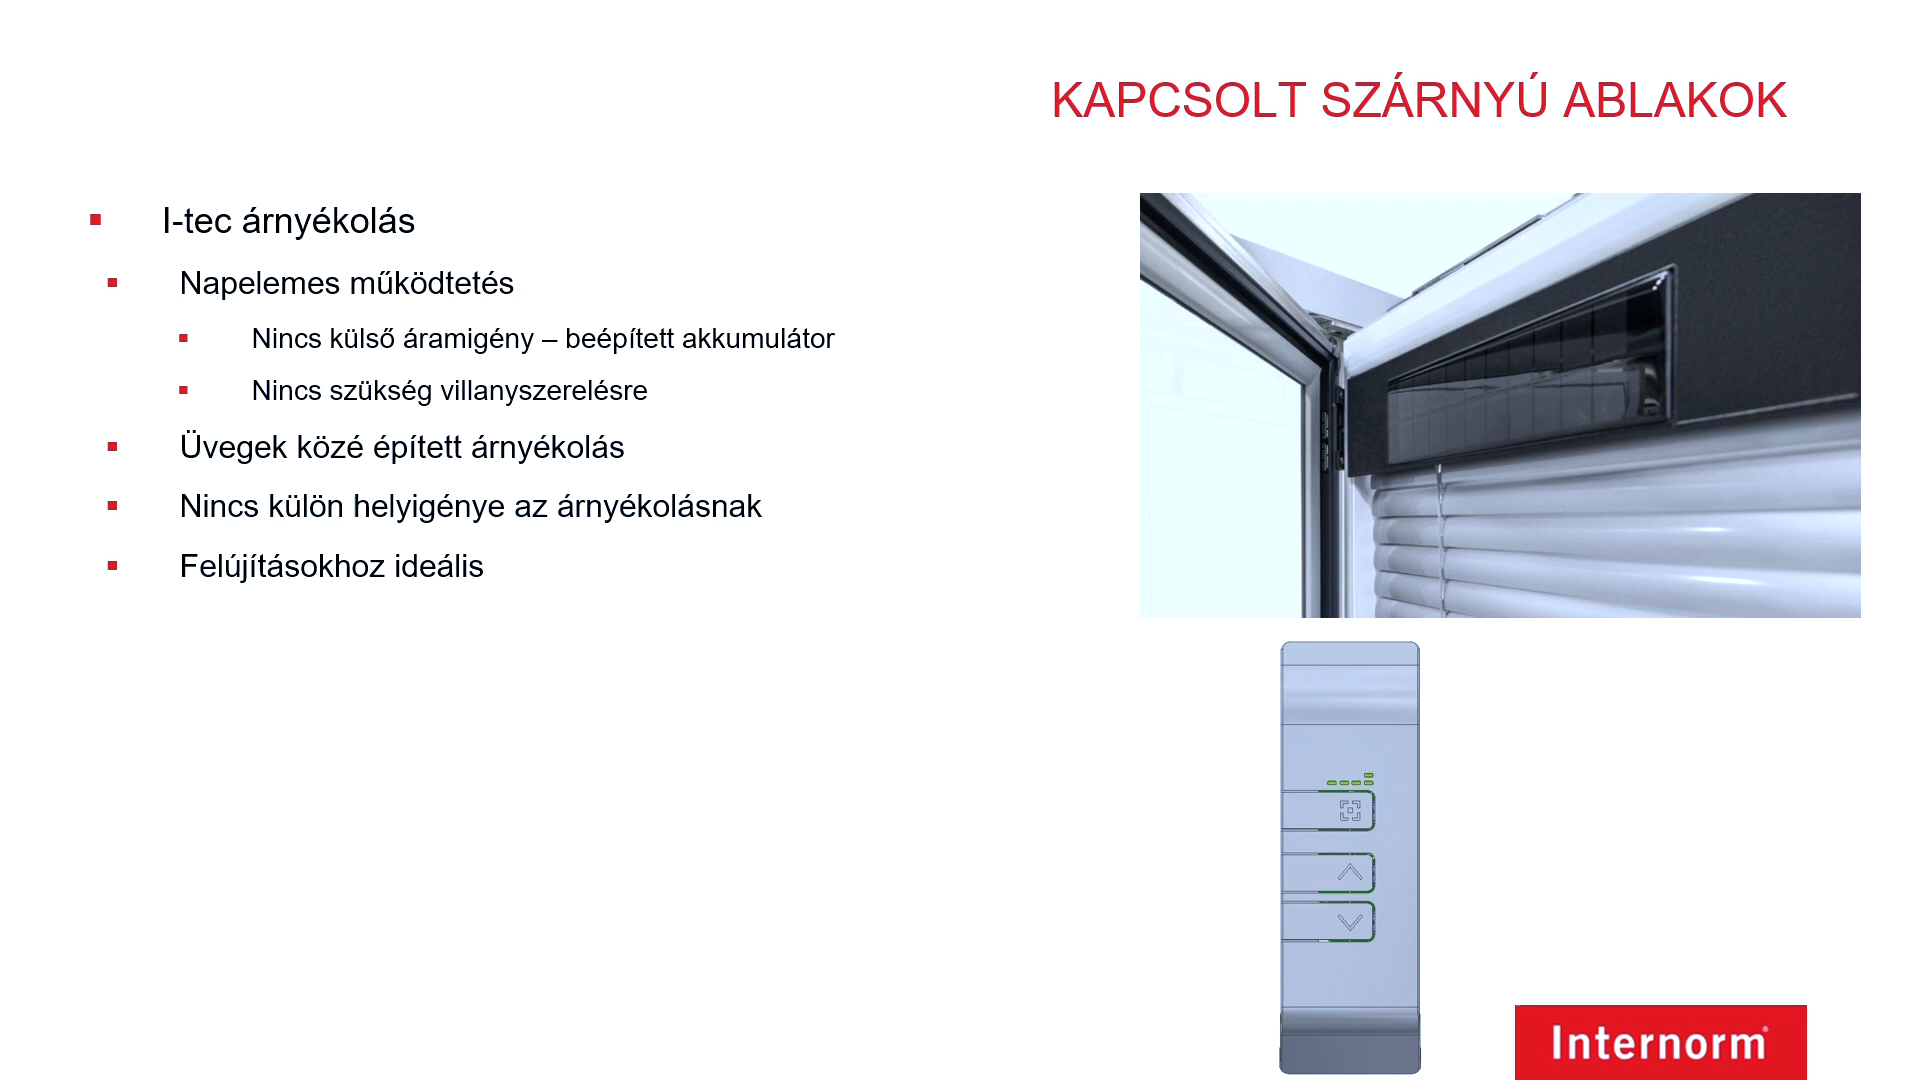 KAPCSOLT SZÁRNYÚ ABLAKOK
I-tec árnyékolás
Napelemes működtetés
Nincs külső áramigény – beépített akkumulátor
Nincs szükség villanyszerelésre
Üvegek közé épített árnyékolás
Nincs külön helyigénye az árnyékolásnak
Felújításokhoz ideális
Internorm®